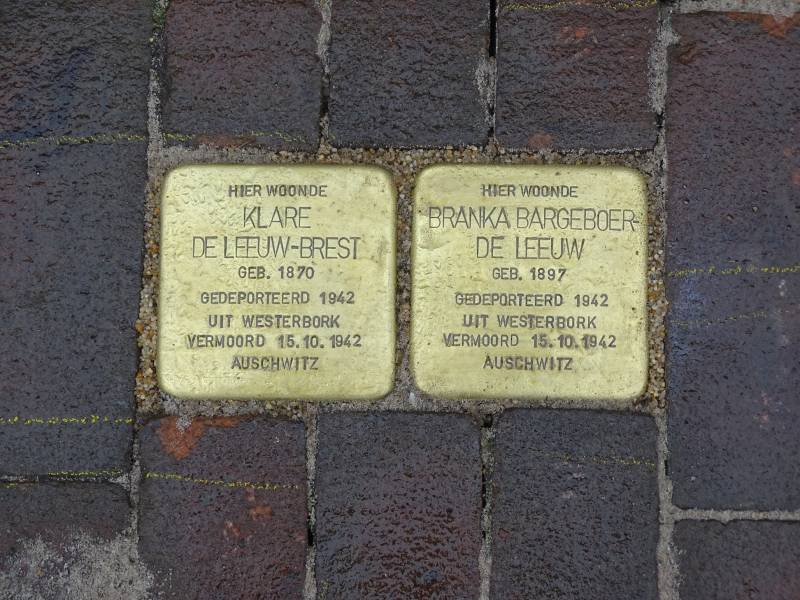 HIER WOONDE
KLARE
DE LEEUW-BREST
GEB. 1870
GEDEPORTEERD 1942
UIT WESTERBORK
VERMOORD 15.10.1942
AUSCHWITZ
HIER WOONDE
BRANKA BARGEBOER-
DE LEEUW
GEB. 1897
GEDEPORTEERD 1942
UIT WESTERBORK
VERMOORD 15.10.1942
AUSCHWITZ